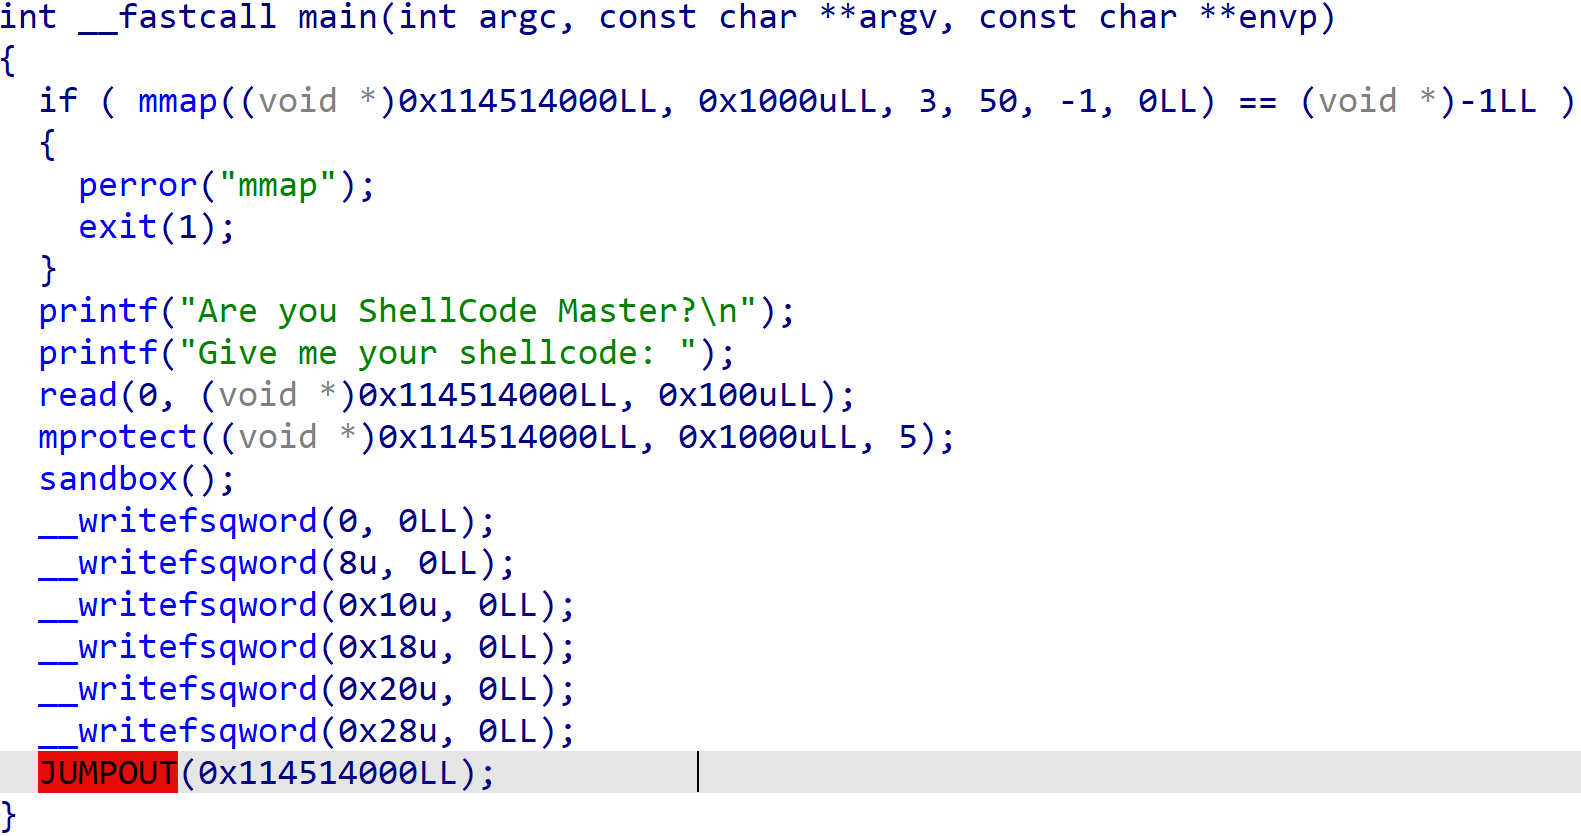 int __fastcall main(int argc, const char **argv, const char **envp)
{
  if ( mmap((void *)0x114514000LL, 0x1000uLL, 3, 50, -1, 0LL) == (void *)-1LL )
  {
    perror("mmap");
    exit(1);
  }
  printf("Are you ShellCode Master?\n");
  printf("Give me your shellcode: ");
  read(0, (void *)0x114514000LL, 0x100uLL);
  mprotect((void *)0x114514000LL, 0x1000uLL, 5);
  sandbox();
  __writefsqword(0, 0LL);
  __writefsqword(8u, 0LL);
  __writefsqword(0x10u, 0LL);
  __writefsqword(0x18u, 0LL);
  __writefsqword(0x20u, 0LL);
  __writefsqword(0x28u, 0LL);
  JUMPOUT(0x114514000LL);
}